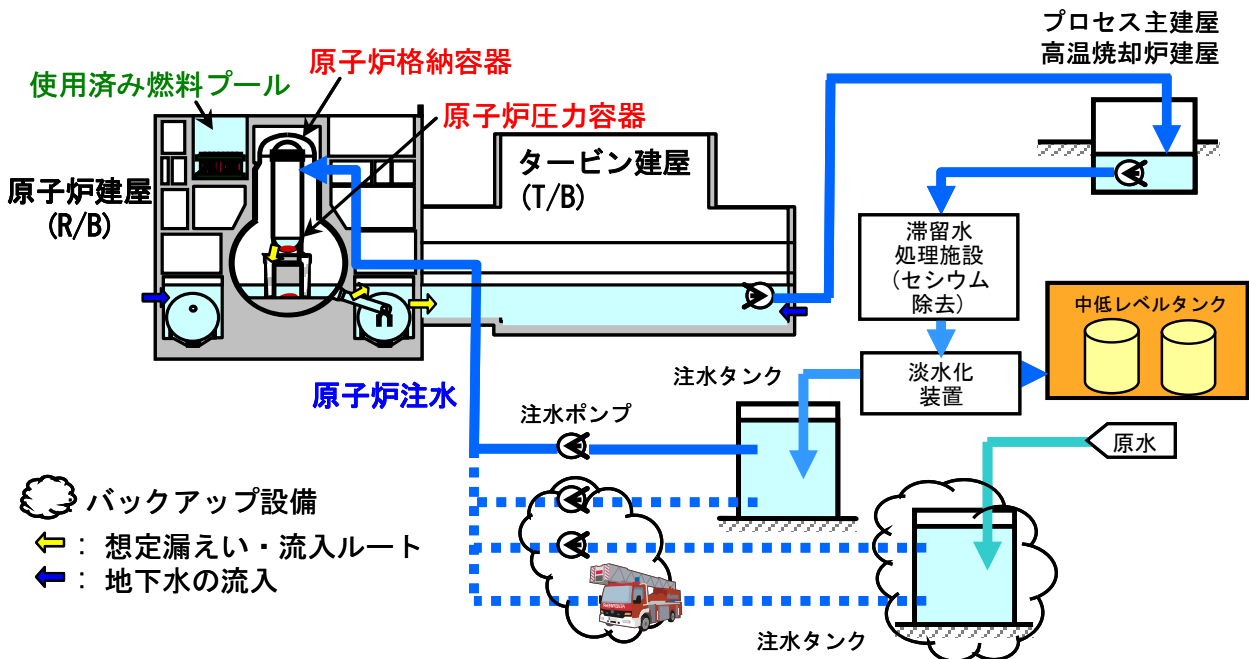 プロセス主建屋
高温焼却炉建屋
原子炉格納容器
使用済み燃料プール
原子炉圧力容器
タービン建屋
(T/B)
原子炉建屋
(R/B)
滞留水
処理施設
(セシウム
除去)
中低レベルタンク
淡水化
装置
注水タンク
原子炉注水
注水ポンプ
原水
バックアップ設備
: 想定漏えい・流入ルート
: 地下水の流入
注水タンク